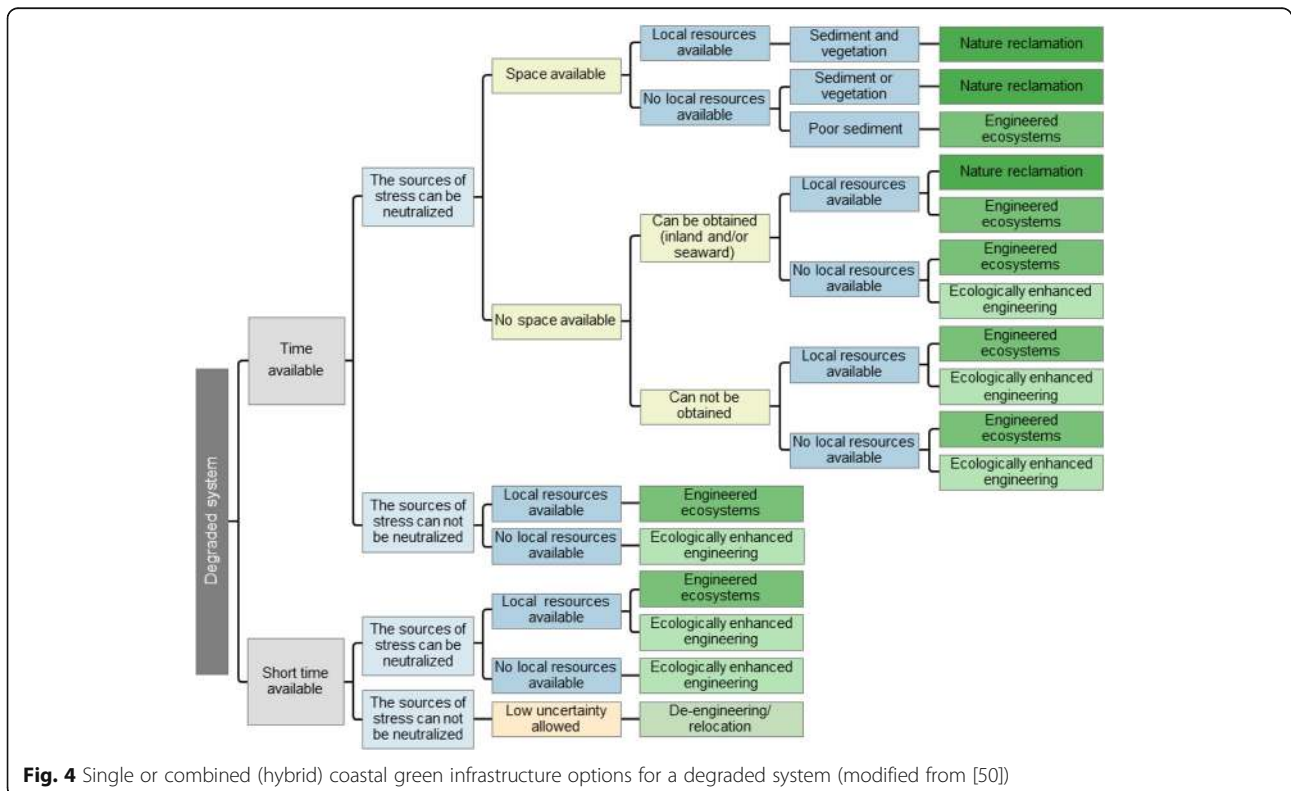 Degraded system
Time
available
Short time
available
The sources of
stress can be
neutralized
The sources of
stress can not
be neutralized
The sources of
stress can be
neutralized
The sources of
stress can not be
neutralized
Space available
No space available
Can be obtained
(inland and/or
seaward)
Can not be
obtained
Local resources
available
Sediment and
vegetation
Nature reclamation
No local resources
available
Sediment or
vegetation
Nature reclamation
Poor sediment
Engineered
ecosystems
Local resources
available
Nature reclamation
Engineered
ecosystems
No local resources
available
Engineered
ecosystems
Ecologically enhanced
engineering
Local resources
available
Engineered
ecosystems
Ecologically enhanced
engineering
No local resources
available
Engineered
ecosystems
Ecologically enhanced
engineering
Local resources
available
Engineered
ecosystems
No local resources
available
Ecologically enhanced
engineering
Local resources
available
Engineered
ecosystems
Ecologically enhanced
engineering
No local resources
available
Ecologically enhanced
engineering
Low uncertainty
allowed
De-engineering/
relocation
Fig. 4 Single or combined (hybrid) coastal green infrastructure options for a degraded system (modified from [50])